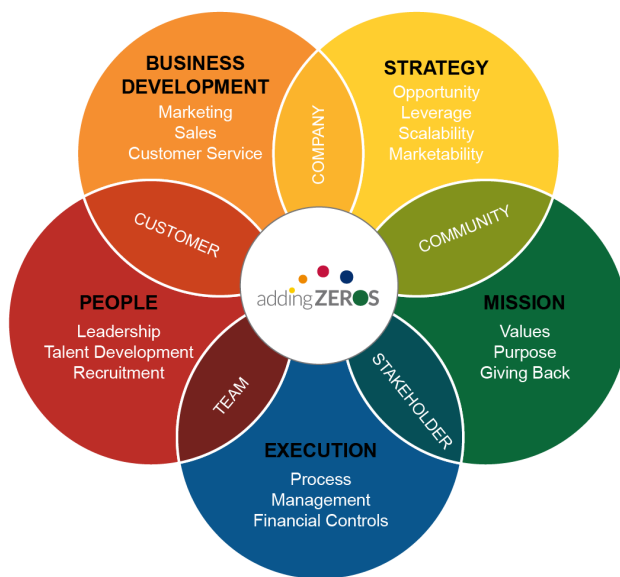 BUSINESS
DEVELOPMENT
Marketing
Sales
Customer Service
COMPANY
STRATEGY
Opportunity
Leverage
Scalability
Marketability
CUSTOMER
COMMUNITY
addingZEROS
PEOPLE
Leadership
Talent Development
Recruitment
MISSION
Values
Purpose
Giving Back
TEAM
STAKEHOLDER
EXECUTION
Process
Management
Financial Controls